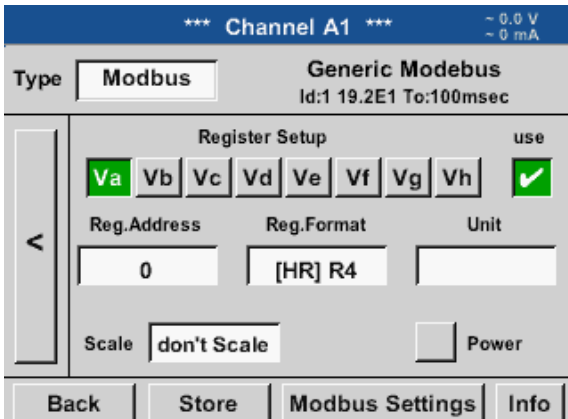 *** Channel A1 ***
~ 0.0 V
~ 0 mA
Type Modbus
Generic Modebus
Id:1 19.2E1 To:100msec
Register Setup use
Va Vb Vc Vd Ve Vf Vg Vh
<
Reg.Address Reg.Format Unit
0 [HR] R4
Scale don't Scale Power
Back Store Modbus Settings Info